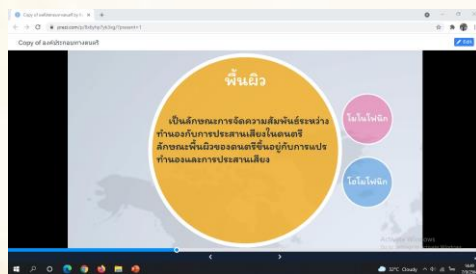 Copy of องค์ประกอบทางดนตรี
Edit
พื้นผิว
เป็นลักษณะการจัดความสัมพันธ์ระหว่าง
ทำนองกับการประสานเสียงในดนตรี
ลักษณะพื้นผิวของดนตรีขึ้นอยู่กับการแปร
ทำนองและการประสานเสียง
โมโนโฟนิก
โฮโมโฟนิก
Activate Windows
32°C Cloudy